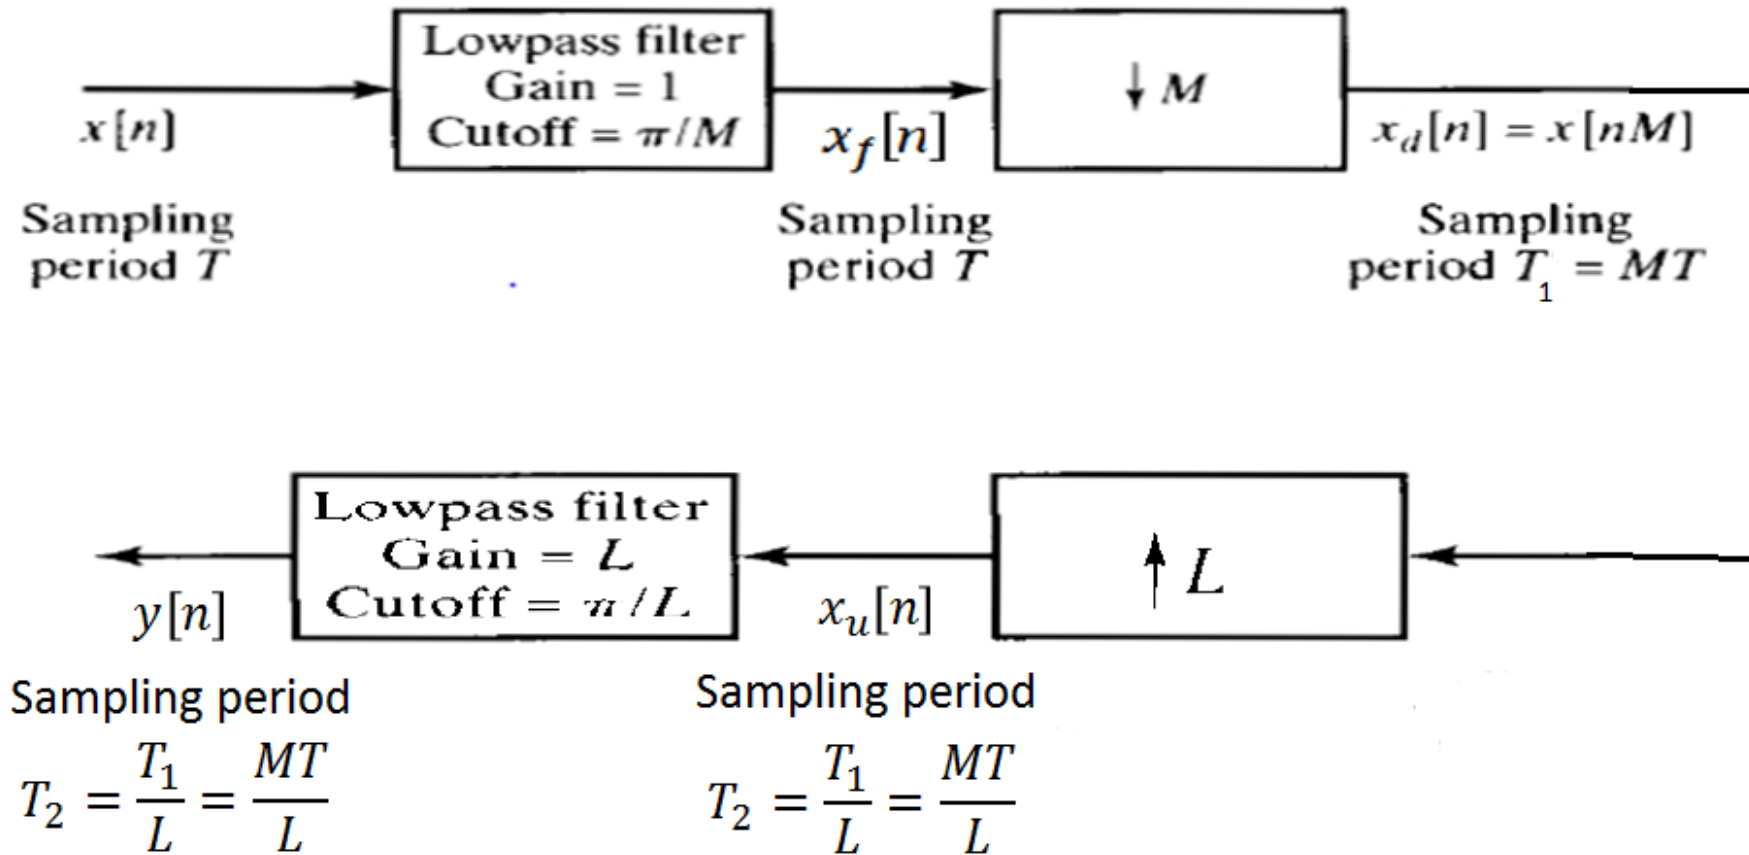 Lowpass filter
Gain = 1
Cutoff = π/M
↓ M
x[n]
x_f[n]
x_d[n] = x[nM]
Sampling
period T
Sampling
period T
Sampling
period T_1 = MT
Lowpass filter
Gain = L
Cutoff = π/L
↑ L
y[n]
x_u[n]
Sampling period
T_2 = T_1/L = MT/L
Sampling period
T_2 = T_1/L = MT/L